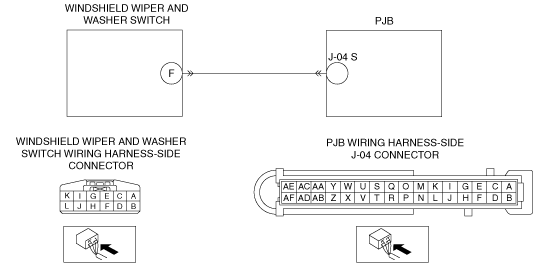 WINDSHIELD WIPER AND
WASHER SWITCH
PJB
F
J-04 S
WINDSHIELD WIPER AND WASHER
SWITCH WIRING HARNESS-SIDE
CONNECTOR
PJB WIRING HARNESS-SIDE
J-04 CONNECTOR
K I G E C A
L J H F D B
AE AC AA Y W U S Q O M K I G E C A
AF AD AB Z X V T R P N L J H F D B